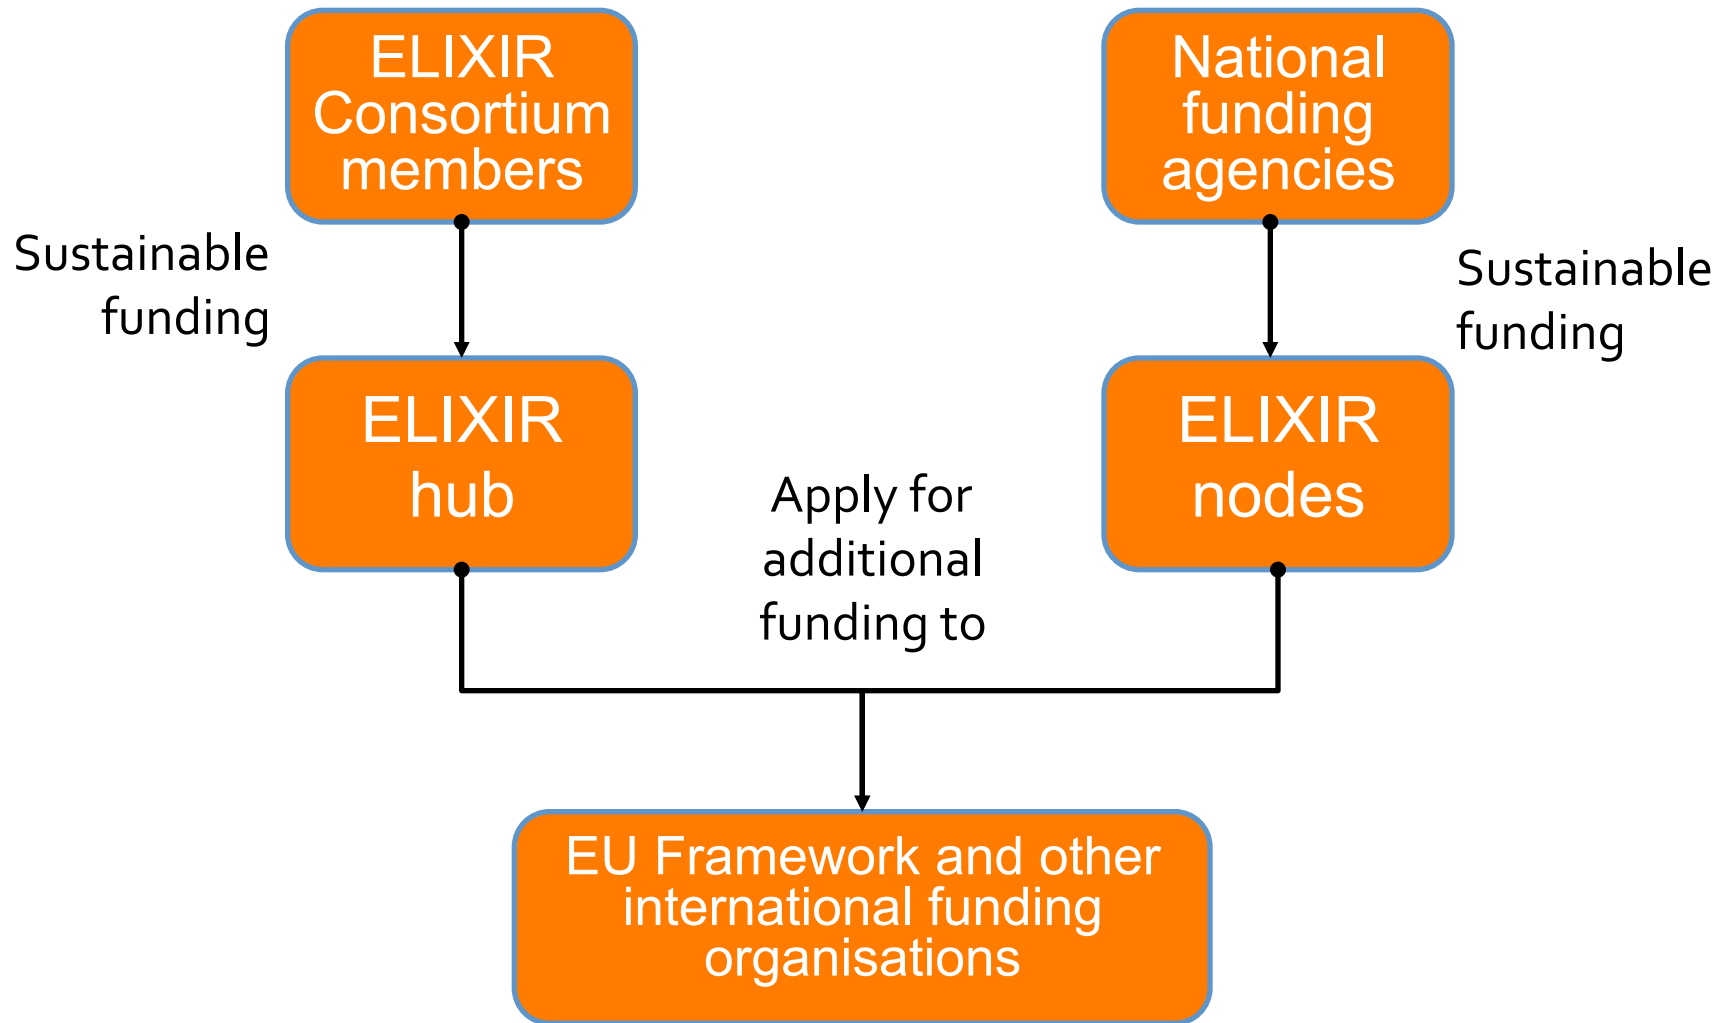 ELIXIR
Consortium
members
National
funding
agencies
Sustainable
funding
Sustainable
funding
ELIXIR
hub
ELIXIR
nodes
Apply for
additional
funding to
EU Framework and other
international funding
organisations